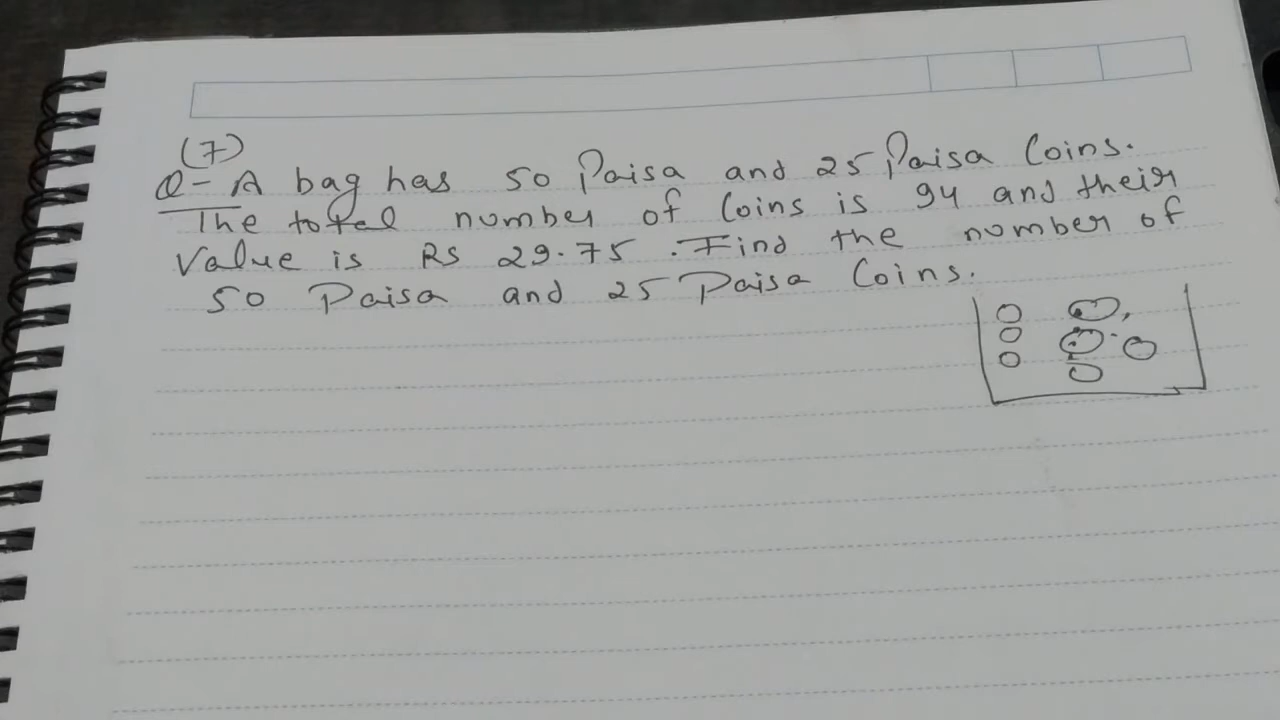 (7)
Q- A bag has 50 Paisa and 25 Paisa Coins.
The total number of Coins is 94 and their
Value is RS 29.75. Find the number of
50 Paisa and 25 Paisa Coins.